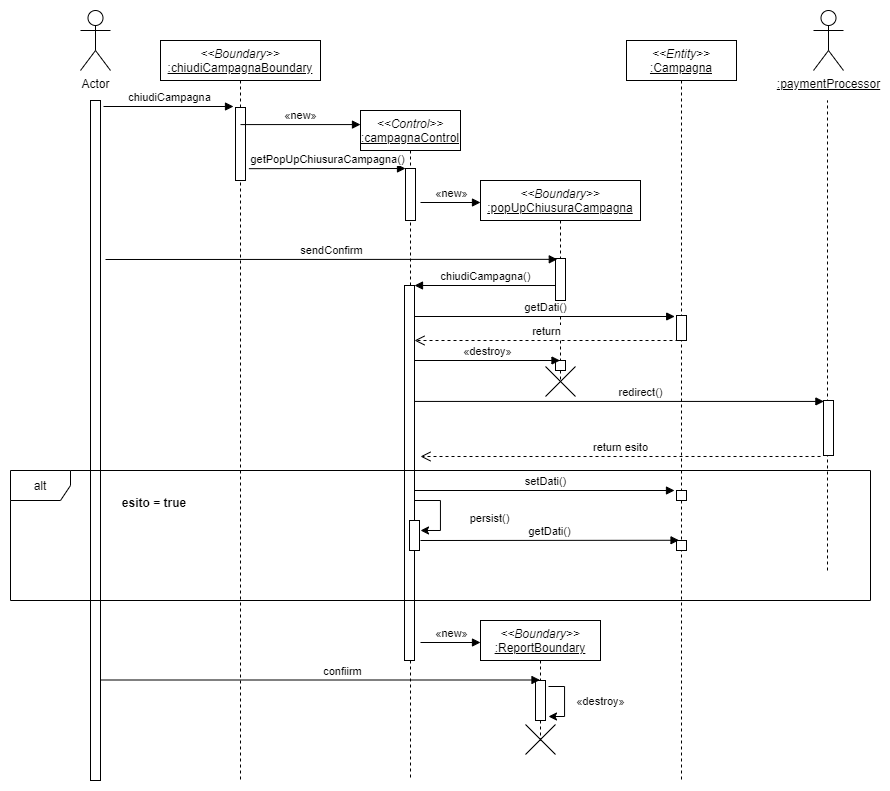 <<Boundary>>
:chiudiCampagnaBoundary
<<Entity>>
:Campagna
Actor
:paymentProcessor
chiudiCampagna
«new»
<<Control>>
:campagnaControl
getPopUpChiusuraCampagna()
«new»
<<Boundary>>
:popUpChiusuraCampagna
sendConfirm
chiudiCampagna()
getDati()
return
«destroy»
redirect()
return esito
alt
setDati()
esito = true
persist()
getDati()
«new»
<<Boundary>>
:ReportBoundary
confiirm
«destroy»